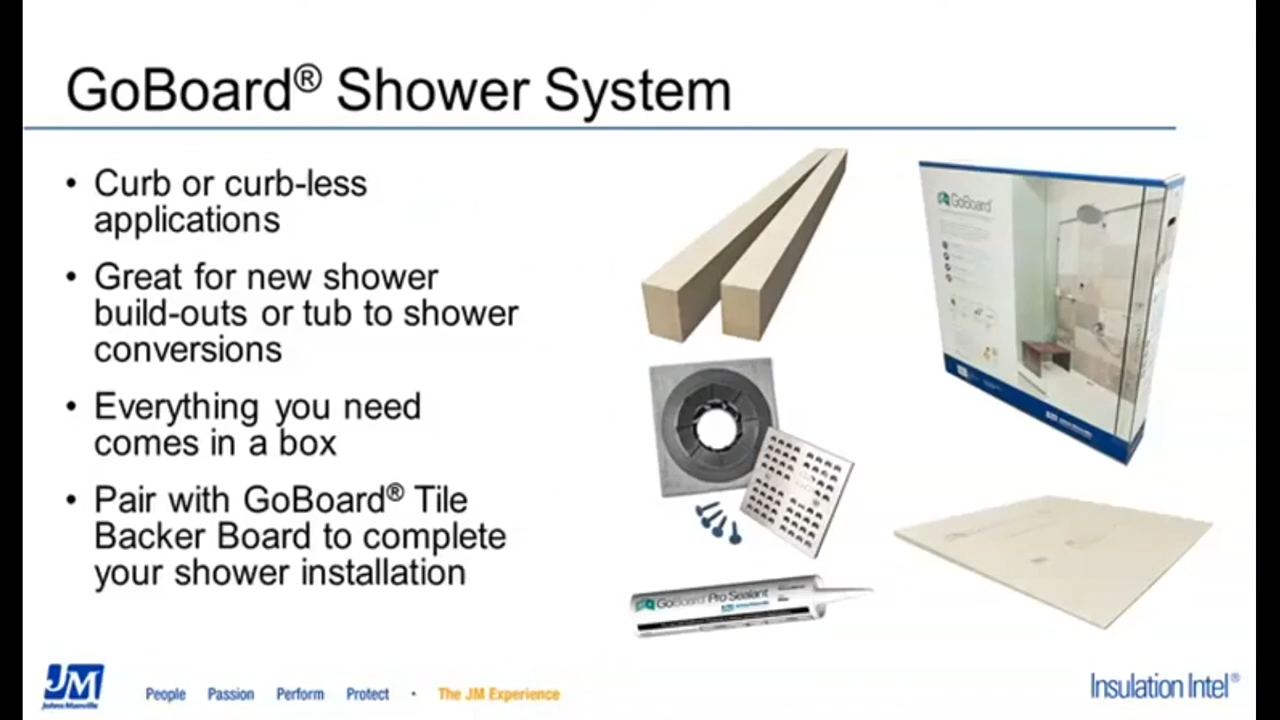 GoBoard® Shower System
• Curb or curb-less
applications
• Great for new shower
build-outs or tub to shower
conversions
• Everything you need
comes in a box
• Pair with GoBoard® Tile
Backer Board to complete
your shower installation
GoBoard
GoBoard Pro Sealant
JM
Johns Manville
People Passion Perform Protect • The JM Experience
Insulation Intel®